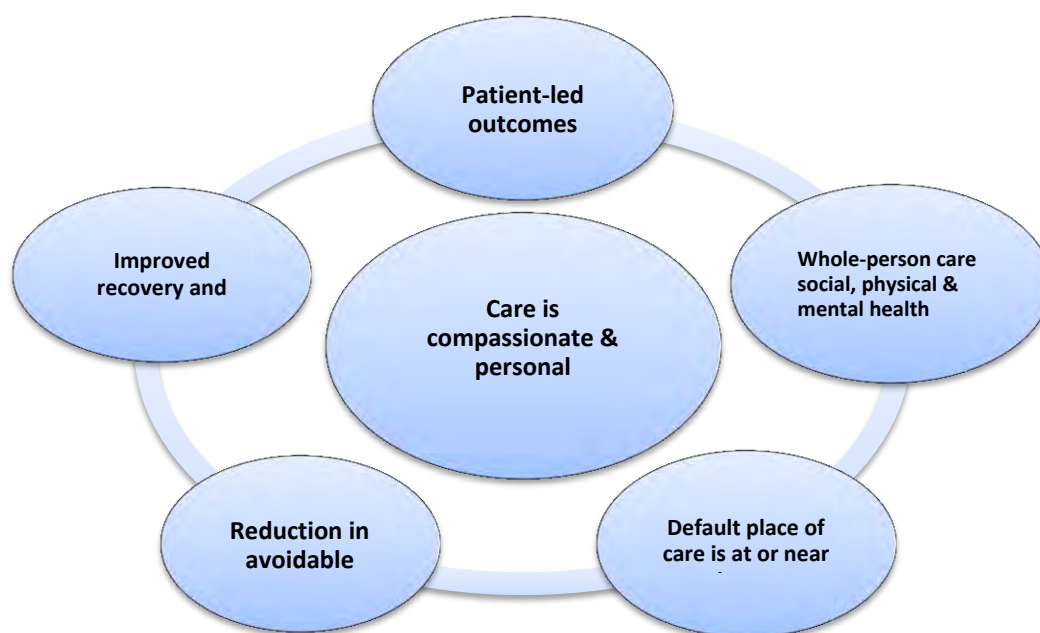 Patient-led
outcomes
Whole-person care
social, physical &
mental health
Default place of
care is at or near
Reduction in
avoidable
Improved
recovery and
Care is
compassionate &
personal